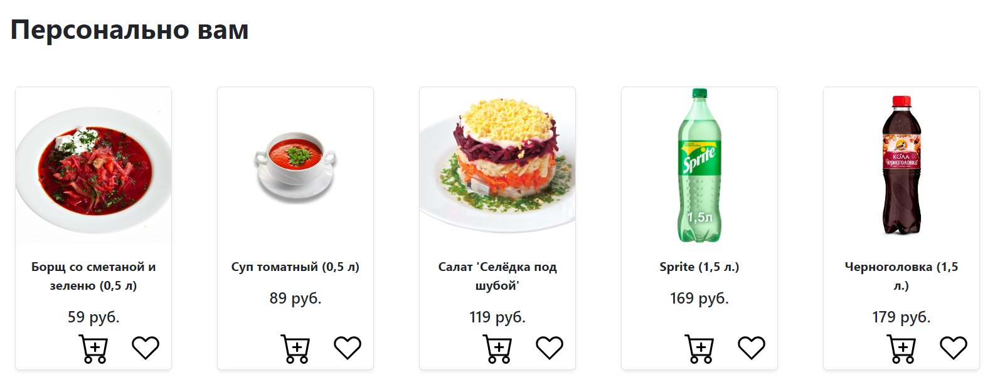 Персонально вам
Борщ со сметаной и
зеленю (0,5 л)
59 руб.
Суп томатный (0,5 л)
89 руб.
Салат 'Селёдка под
шубой'
119 руб.
Sprite
1,5л
Sprite (1,5 л.)
169 руб.
КОЛА
Черноголовка
Черноголовка (1,5
л.)
179 руб.